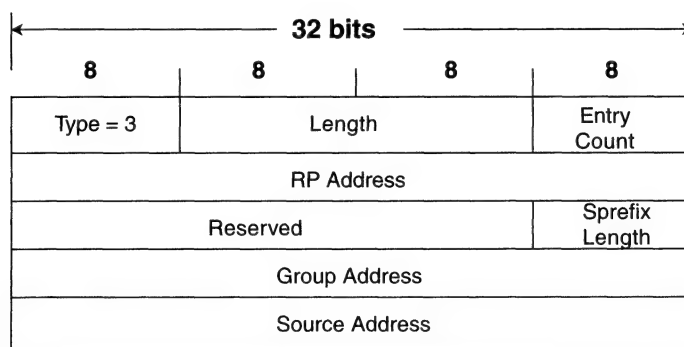 32 bits
8 8 8 8
Type = 3 Length Entry Count
RP Address
Reserved Sprefix Length
Group Address
Source Address